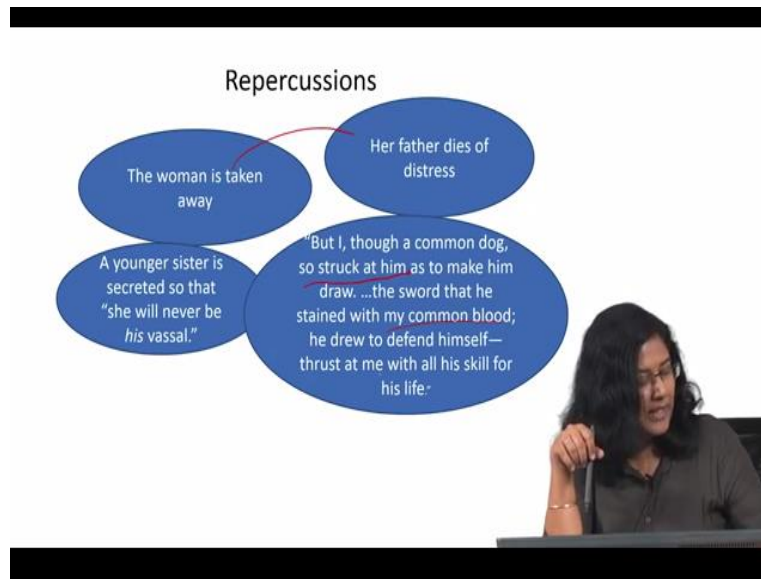 Repercussions
The woman is taken
away
Her father dies of
distress
A younger sister is
secreted so that
“she will never be
his vassal.”
“But I, though a common dog,
so struck at him as to make him
draw. ...the sword that he
stained with my common blood;
he drew to defend himself—
thrust at me with all his skill for
his life.”